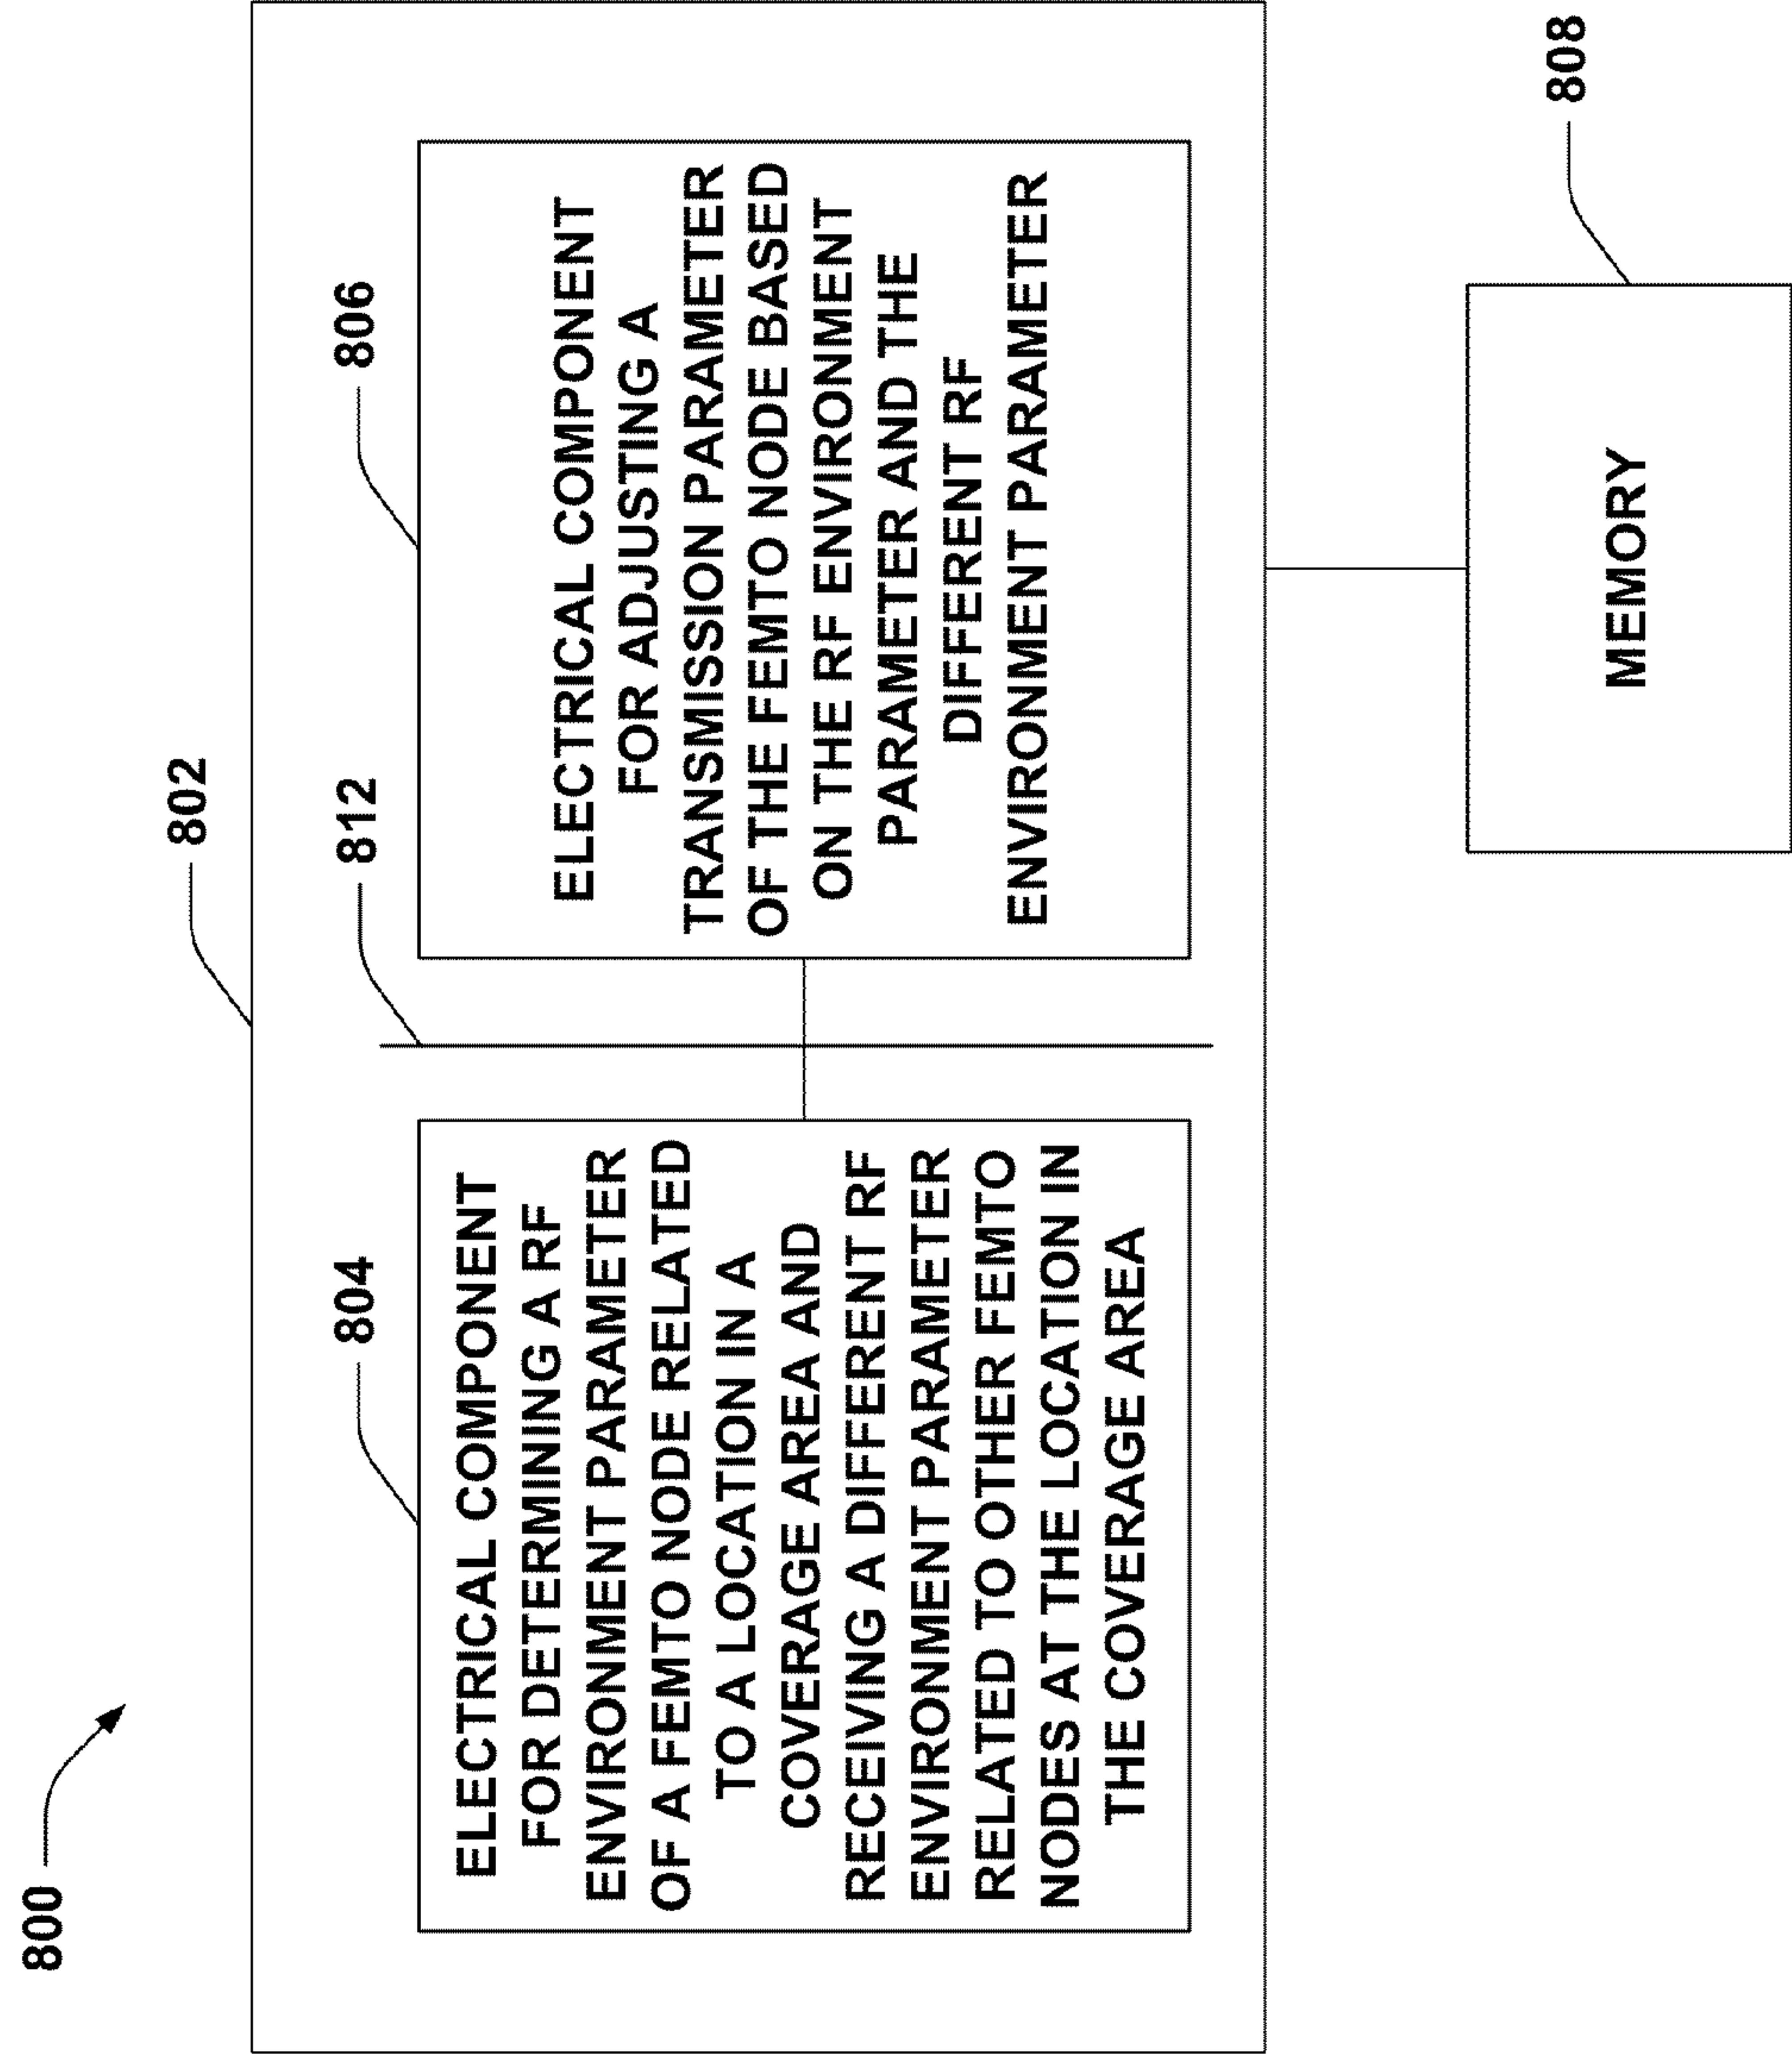 800
802
804
ELECTRICAL COMPONENT
FOR DETERMINING A RF
ENVIRONMENT PARAMETER
OF A FEMTO NODE RELATED
TO A LOCATION IN A
COVERAGE AREA AND
RECEIVING A DIFFERENT RF
ENVIRONMENT PARAMETER
RELATED TO OTHER FEMTO
NODES AT THE LOCATION IN
THE COVERAGE AREA
812
806
ELECTRICAL COMPONENT
FOR ADJUSTING A
TRANSMISSION PARAMETER
OF THE FEMTO NODE BASED
ON THE RF ENVIRONMENT
PARAMETER AND THE
DIFFERENT RF
ENVIRONMENT PARAMETER
808
MEMORY